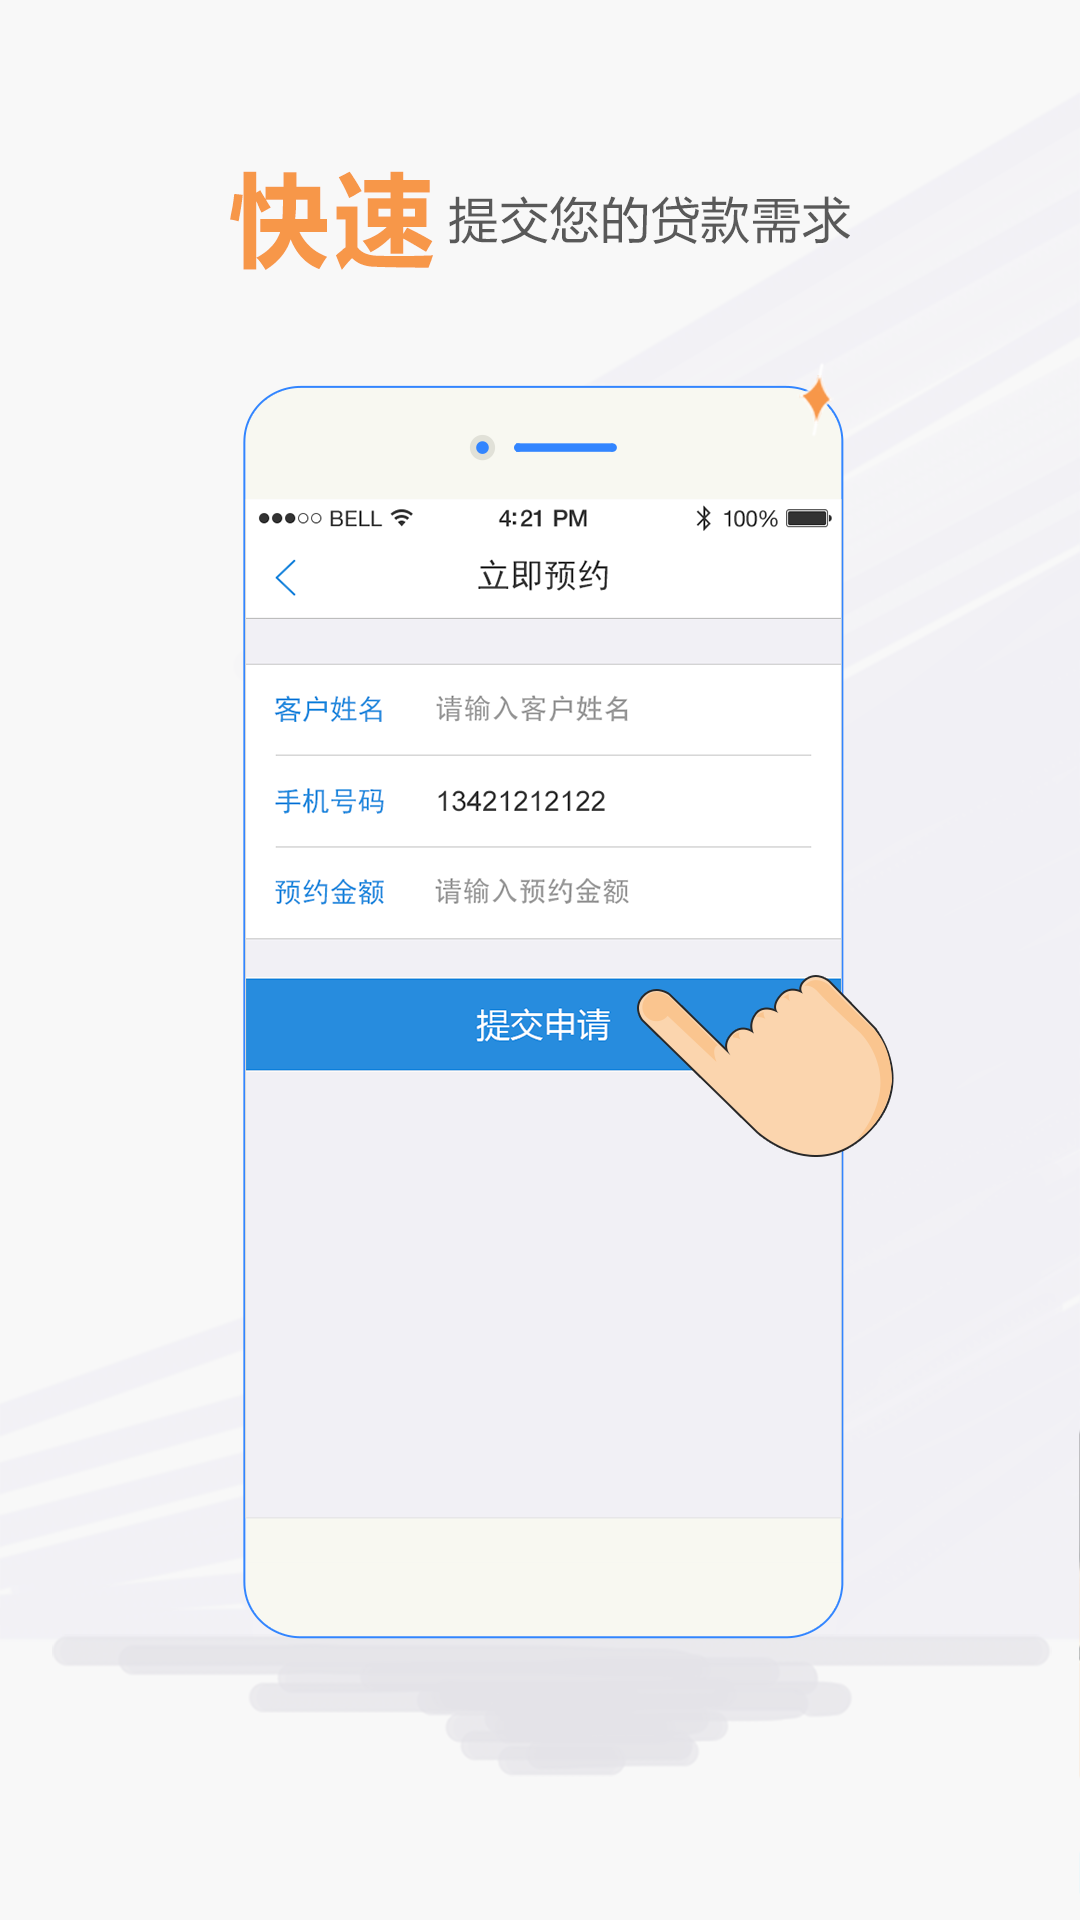 快速 提交您的贷款需求
BELL 4:21 PM 100%
立即预约
客户姓名 请输入客户姓名
手机号码 13421212122
预约金额 请输入预约金额
提交申请